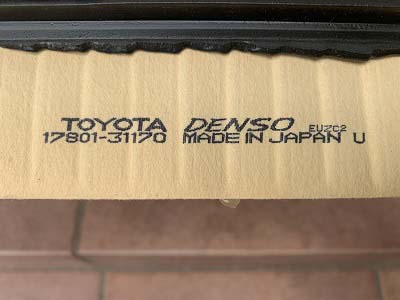 TOYOTA DENSO EUZC2
17801-31170 MADE IN JAPAN U